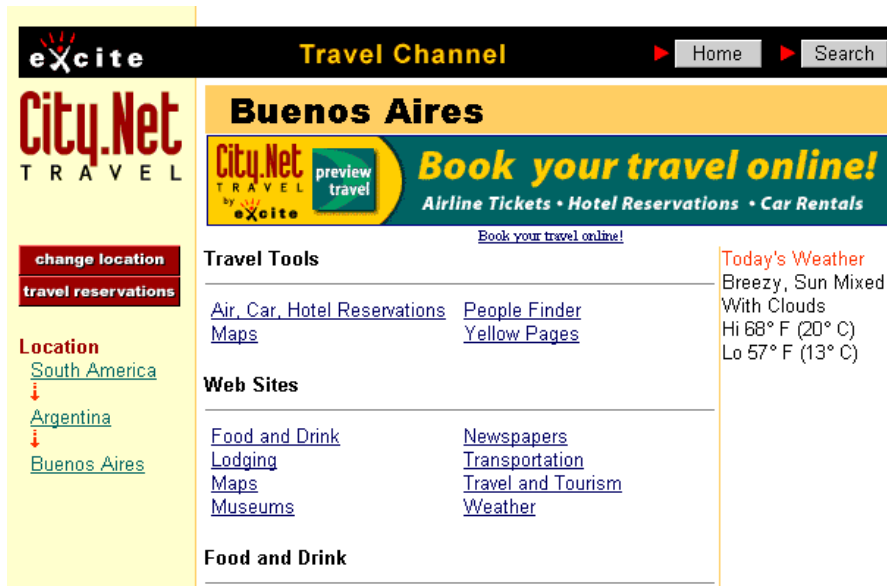 excite
Travel Channel
Home
Search
City.Net
TRAVEL
Buenos Aires
City.Net
TRAVEL
by excite
preview
travel
Book your travel online!
Airline Tickets • Hotel Reservations • Car Rentals
Book your travel online!
change location
travel reservations
Location
South America
Argentina
Buenos Aires
Travel Tools
Air, Car, Hotel Reservations
People Finder
Maps
Yellow Pages
Web Sites
Food and Drink
Newspapers
Lodging
Transportation
Maps
Travel and Tourism
Museums
Weather
Food and Drink
Today's Weather
Breezy, Sun Mixed
With Clouds
Hi 68° F (20° C)
Lo 57° F (13° C)